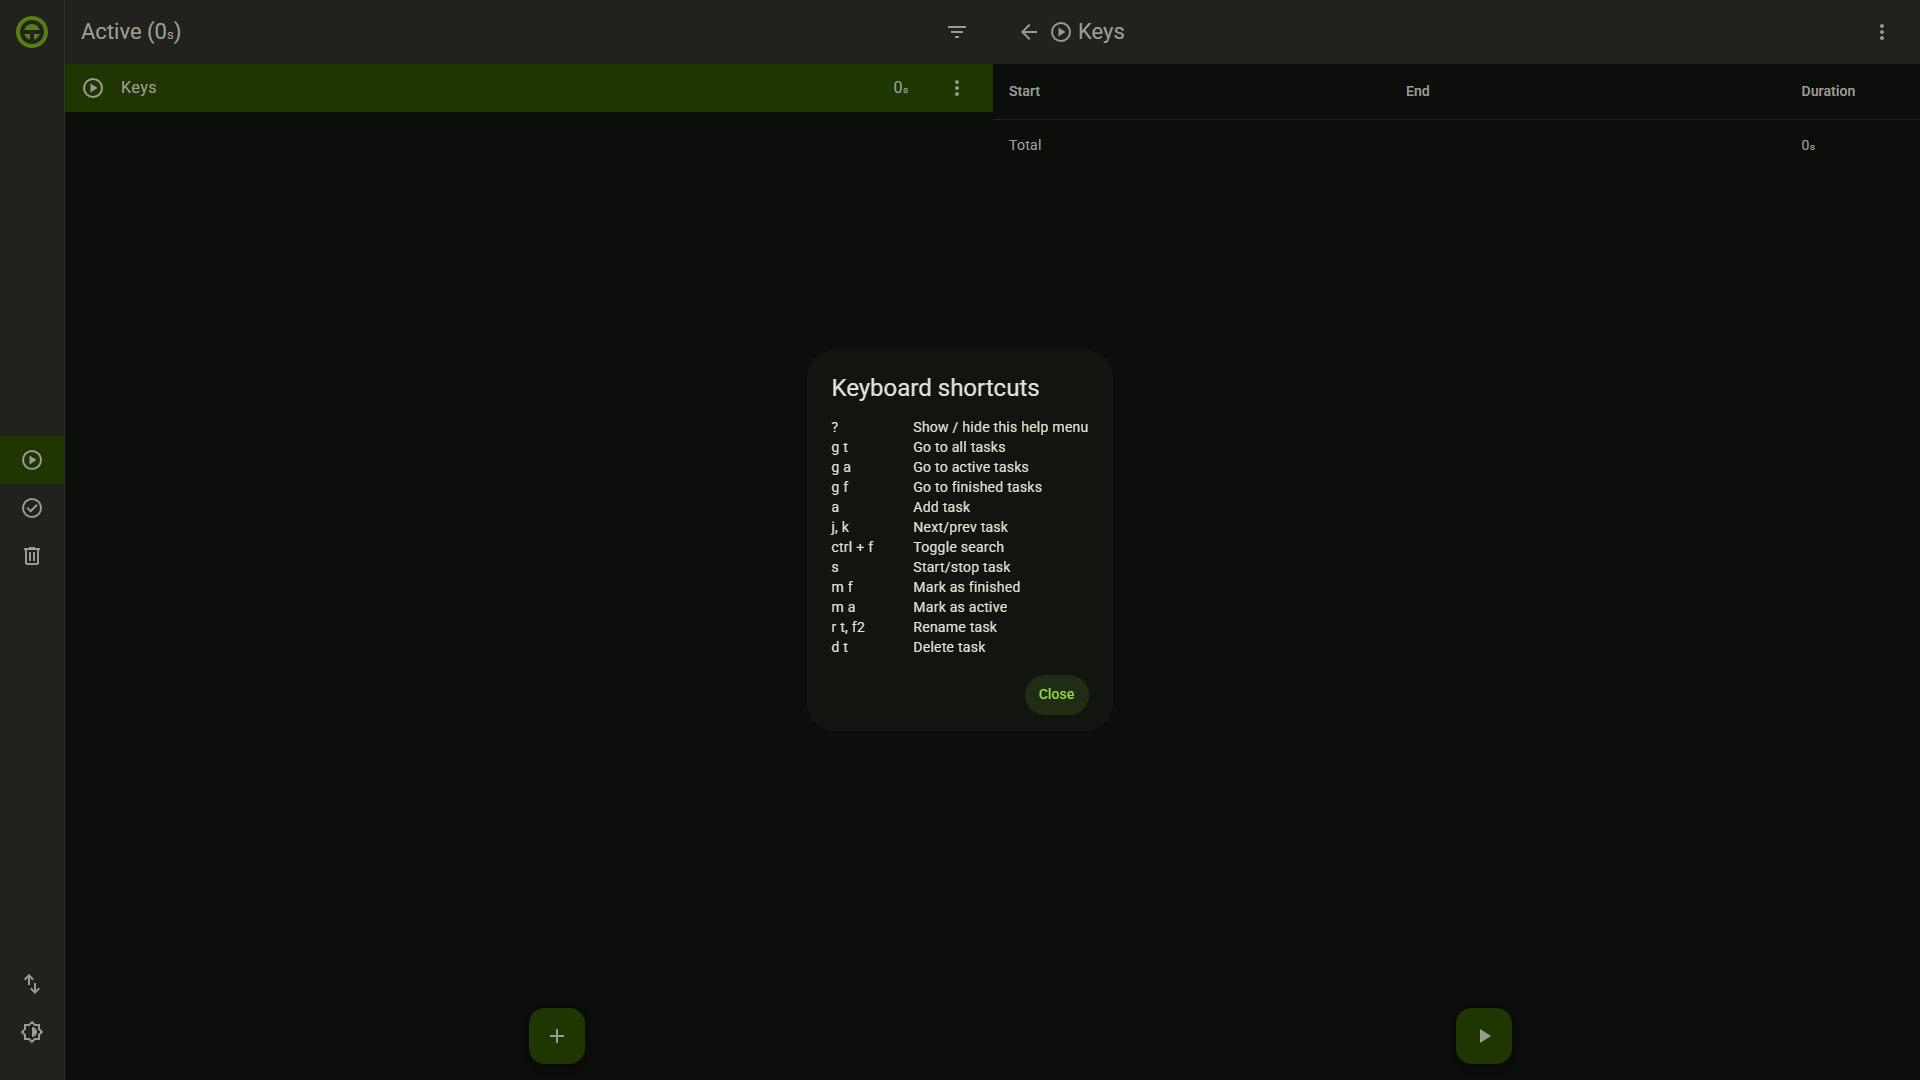 Active (0s)
Keys
Keys 0s
Start End Duration
Total 0s
Keyboard shortcuts
? Show / hide this help menu
g t Go to all tasks
g a Go to active tasks
g f Go to finished tasks
a Add task
j, k Next/prev task
ctrl + f Toggle search
s Start/stop task
m f Mark as finished
m a Mark as active
r t, f2 Rename task
d t Delete task
Close